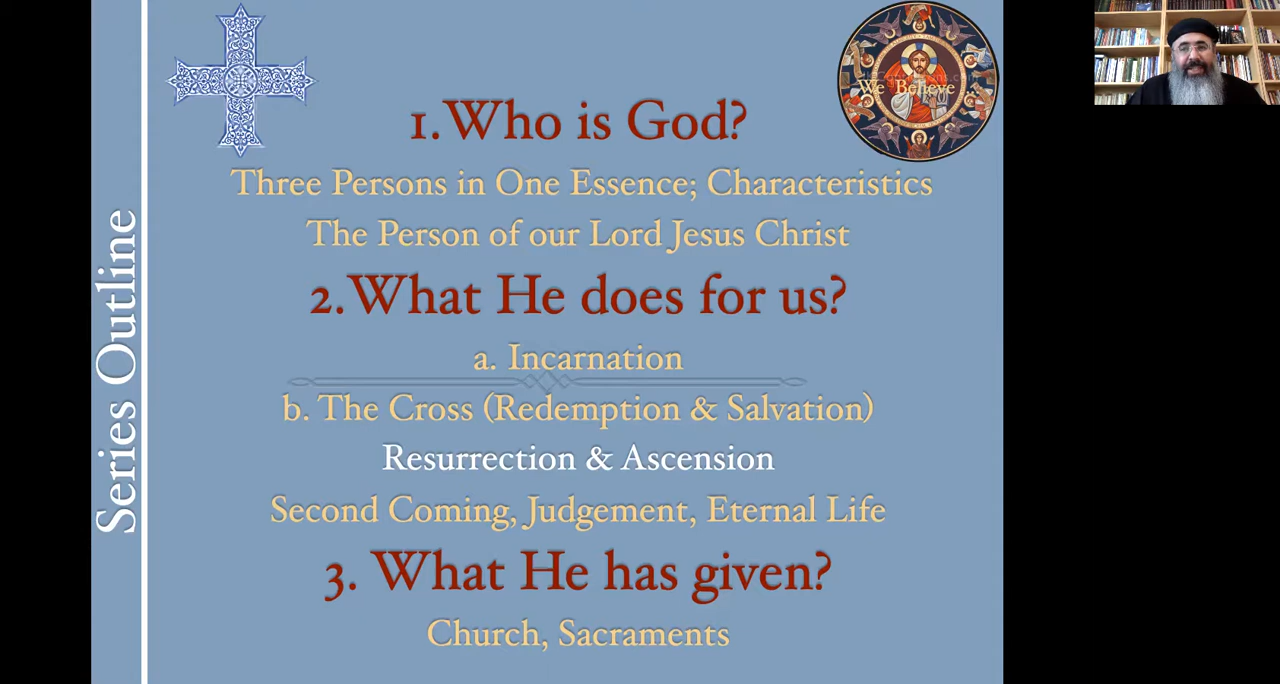 Series Outline
We Believe ...
1. Who is God?
Three Persons in One Essence; Characteristics
The Person of our Lord Jesus Christ
2. What He does for us?
a. Incarnation
b. The Cross (Redemption & Salvation)
Resurrection & Ascension
Second Coming, Judgement, Eternal Life
3. What He has given?
Church, Sacraments